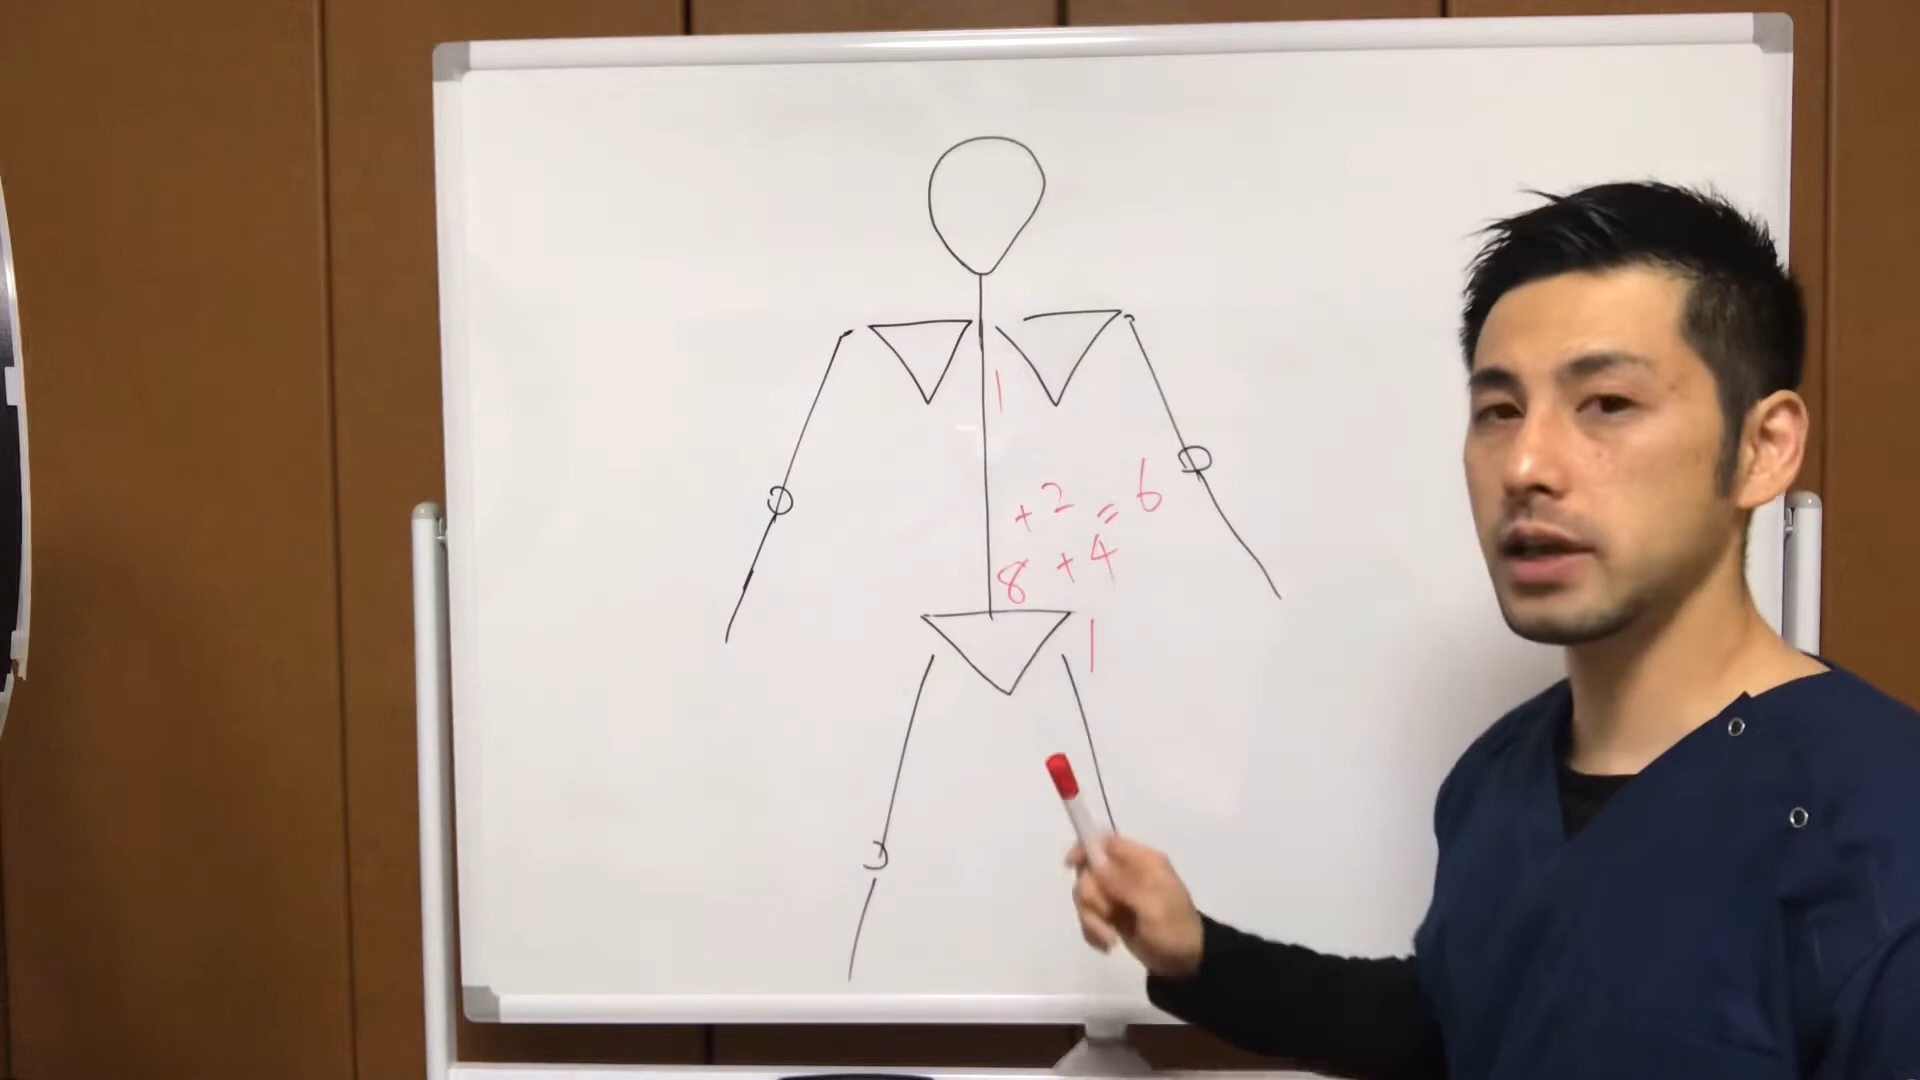 1
+ 2 = 6
8 + 4
1